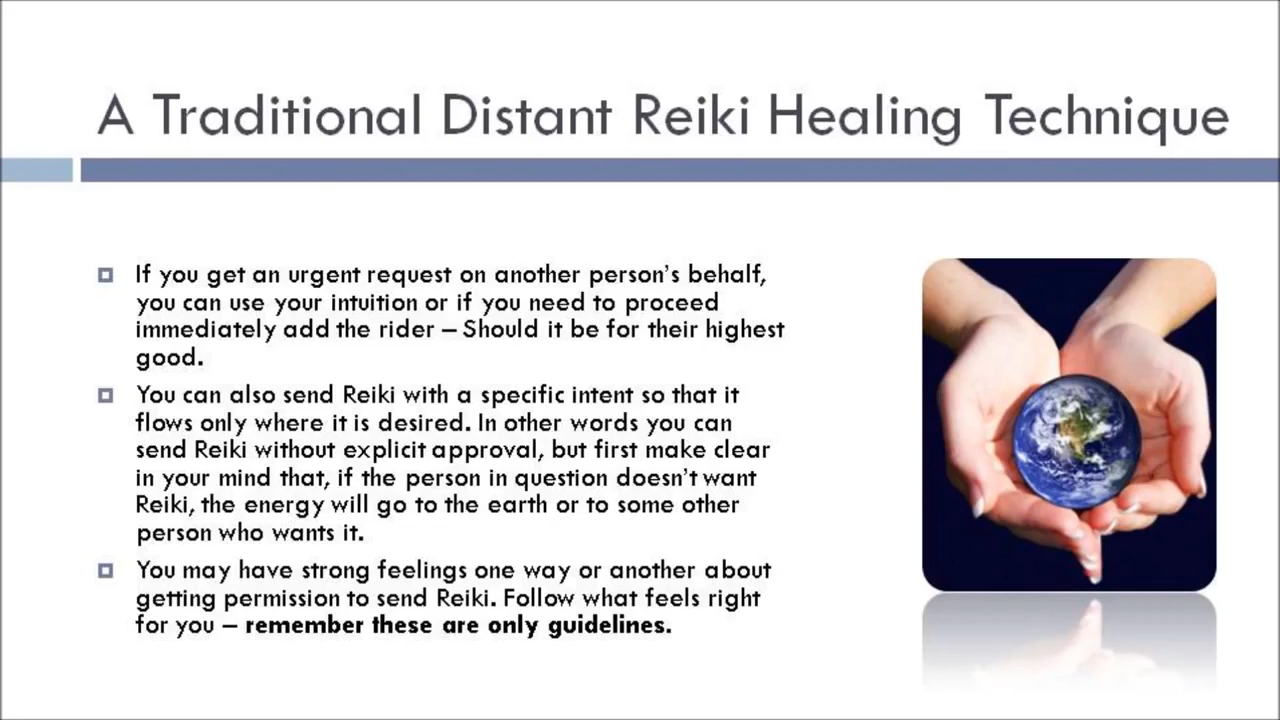 A Traditional Distant Reiki Healing Technique
If you get an urgent request on another person's behalf,
you can use your intuition or if you need to proceed
immediately add the rider – Should it be for their highest
good.
You can also send Reiki with a specific intent so that it
flows only where it is desired. In other words you can
send Reiki without explicit approval, but first make clear
in your mind that, if the person in question doesn't want
Reiki, the energy will go to the earth or to some other
person who wants it.
You may have strong feelings one way or another about
getting permission to send Reiki. Follow what feels right
for you – remember these are only guidelines.